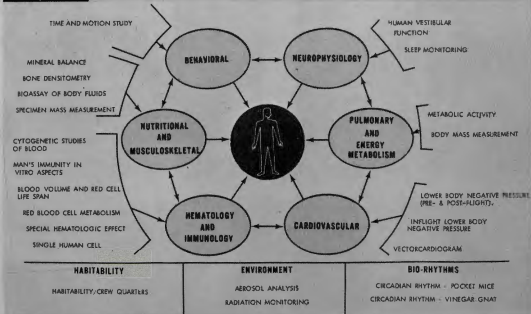 TIME AND MOTION STUDY
HUMAN VESTIBULAR
FUNCTION
SLEEP MONITORING
BEHAVIORAL
NEUROPHYSIOLOGY
MINERAL BALANCE
BONE DENSITOMETRY
BIOASSAY OF BODY FLUIDS
SPECIMEN MASS MEASUREMENT
NUTRITIONAL
AND
MUSCULOSKELETAL
PULMONARY
AND
ENERGY
METABOLISM
METABOLIC ACTIVITY
BODY MASS MEASUREMENT
CYTOGENETIC STUDIES
OF BLOOD
MAN'S IMMUNITY IN
VITRO ASPECTS
BLOOD VOLUME AND RED CELL
LIFE SPAN
RED BLOOD CELL METABOLISM
SPECIAL HEMATOLOGIC EFFECT
SINGLE HUMAN CELL
HEMATOLOGY
AND
IMMUNOLOGY
CARDIOVASCULAR
LOWER BODY NEGATIVE PRESSURE
(PRE- & POST-FLIGHT).
INFLIGHT LOWER BODY
NEGATIVE PRESSURE
VECTORCARDIOGRAM
HABITABILITY
HABITABILITY/CREW QUARTERS
ENVIRONMENT
AEROSOL ANALYSIS
RADIATION MONITORING
BIO-RHYTHMS
CIRCADIAN RHYTHM - POCKET MICE
CIRCADIAN RHYTHM - VINEGAR GNAT